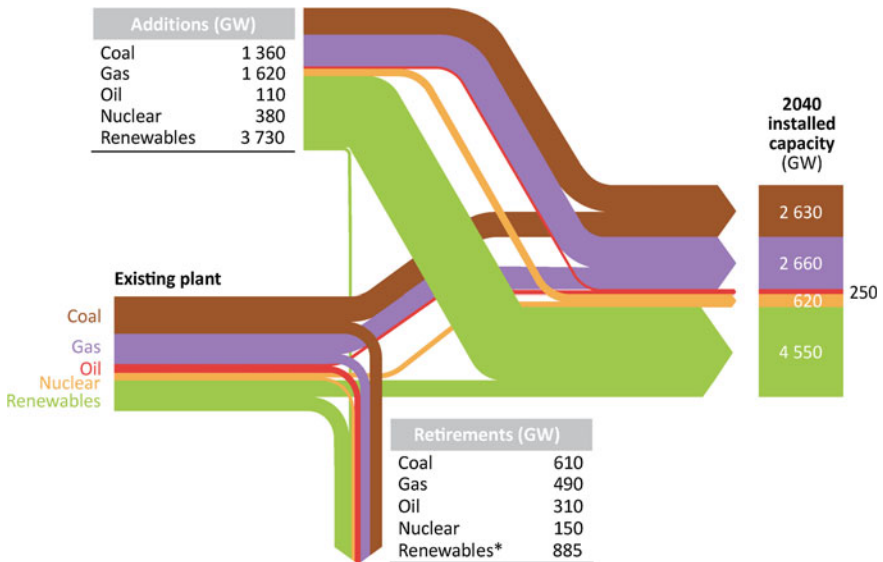 Additions (GW)
Coal 1 360
Gas 1 620
Oil 110
Nuclear 380
Renewables 3 730
2040
installed
capacity
(GW)
2 630
2 660
250
620
4 550
Existing plant
Coal
Gas
Oil
Nuclear
Renewables
Retirements (GW)
Coal 610
Gas 490
Oil 310
Nuclear 150
Renewables* 885